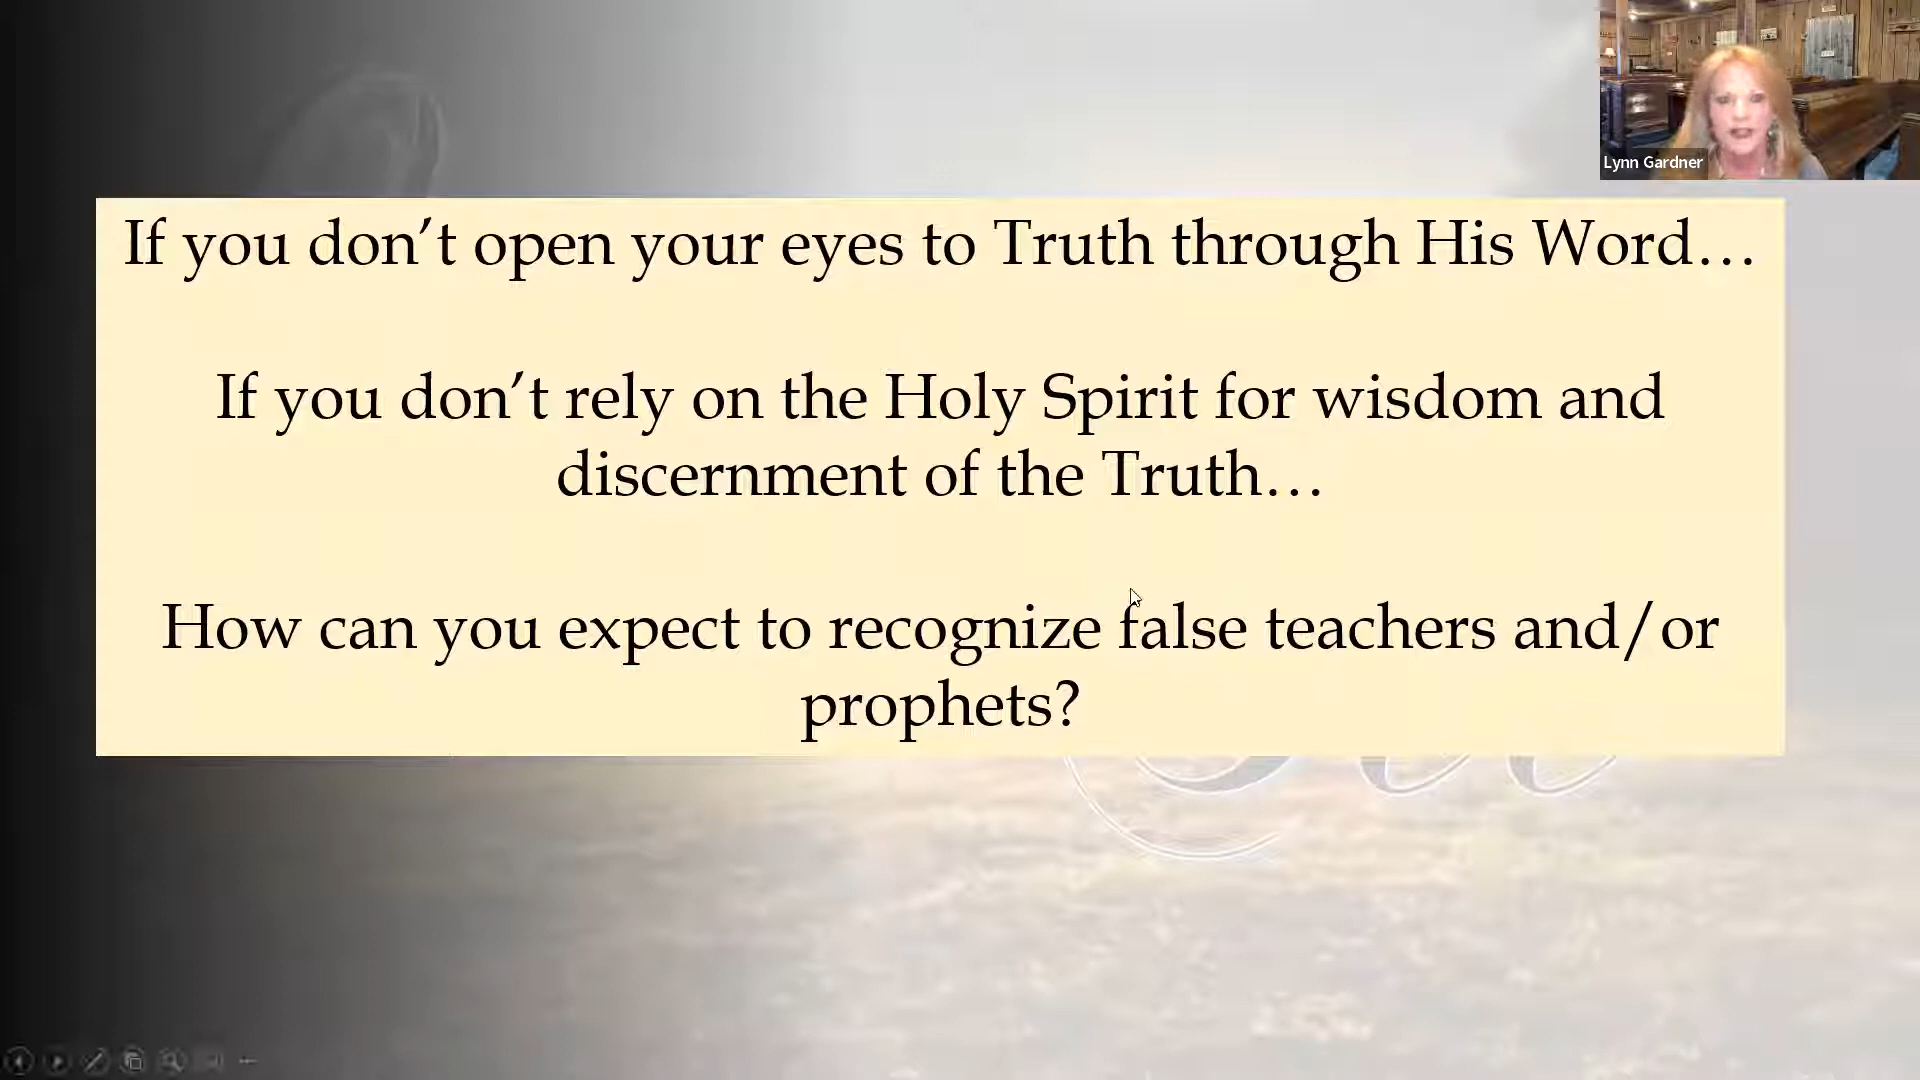 Lynn Gardner
If you don’t open your eyes to Truth through His Word…
If you don’t rely on the Holy Spirit for wisdom and
discernment of the Truth…
How can you expect to recognize false teachers and/or
prophets?